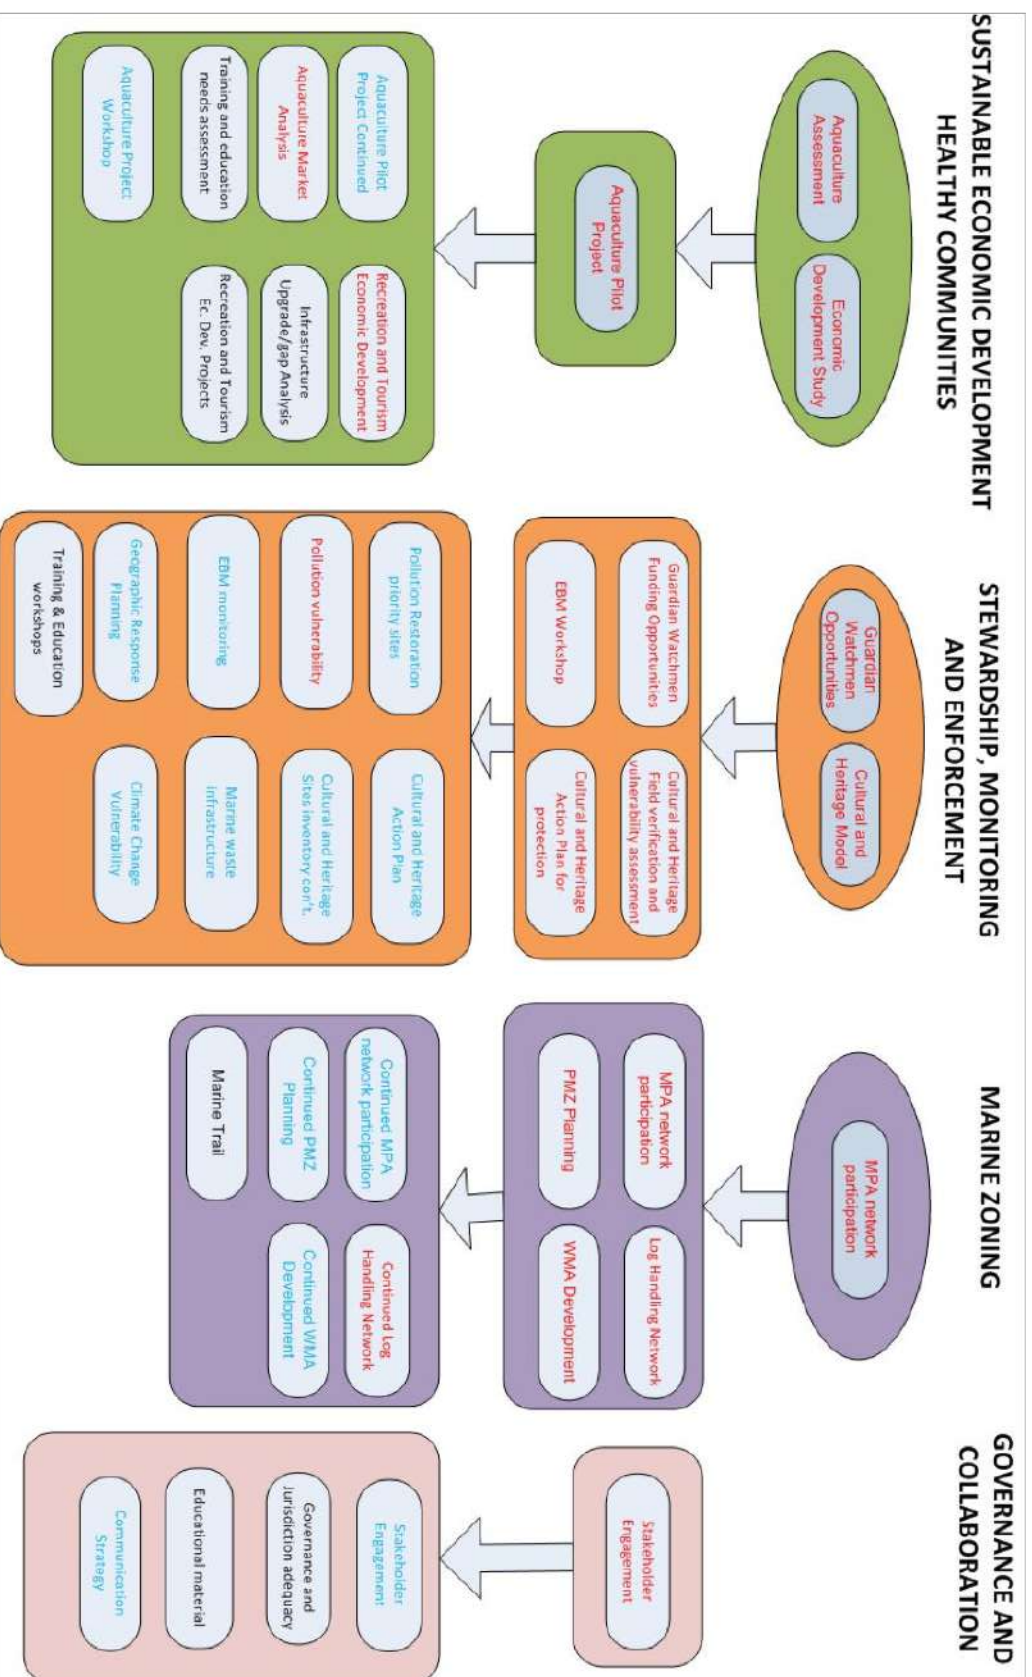 SUSTAINABLE ECONOMIC DEVELOPMENT
HEALTHY COMMUNITIES
Aquaculture
Assessment
Economic
Development Study
Aquaculture Pilot
Project
Aquaculture Pilot
Project Continued
Recreation and Tourism
Economic Development
Aquaculture Market
Analysis
Infrastructure
Upgrade/gap Analysis
Training and education
needs assessment
Recreation and Tourism
Ec. Dev. Projects
Aquaculture Project
Workshop
STEWARDSHIP, MONITORING
AND ENFORCEMENT
Guardian
Watchmen
Opportunities
Cultural and
Heritage Model
Guardian Watchmen
Funding Opportunities
Cultural and Heritage
Field verification and
vulnerability assessment
EBM Workshop
Cultural and Heritage
Action Plan for
protection
Pollution Restoration
priority sites
Cultural and Heritage
Action Plan
Pollution vulnerability
Cultural and Heritage
Sites inventory con't.
EBM monitoring
Marine waste
infrastructure
Geographic Response
Planning
Climate Change
Vulnerability
Training & Education
workshops
MARINE ZONING
MPA network
participation
MPA network
participation
Log Handling Network
PMZ Planning
WMA Development
Continued MPA
network participation
Continued Log
Handling Network
Continued PMZ
Planning
Continued WMA
Development
Marine Trail
GOVERNANCE AND
COLLABORATION
Stakeholder
Engagement
Stakeholder
Engagement
Governance and
Jurisdiction adequacy
Educational material
Communication
Strategy